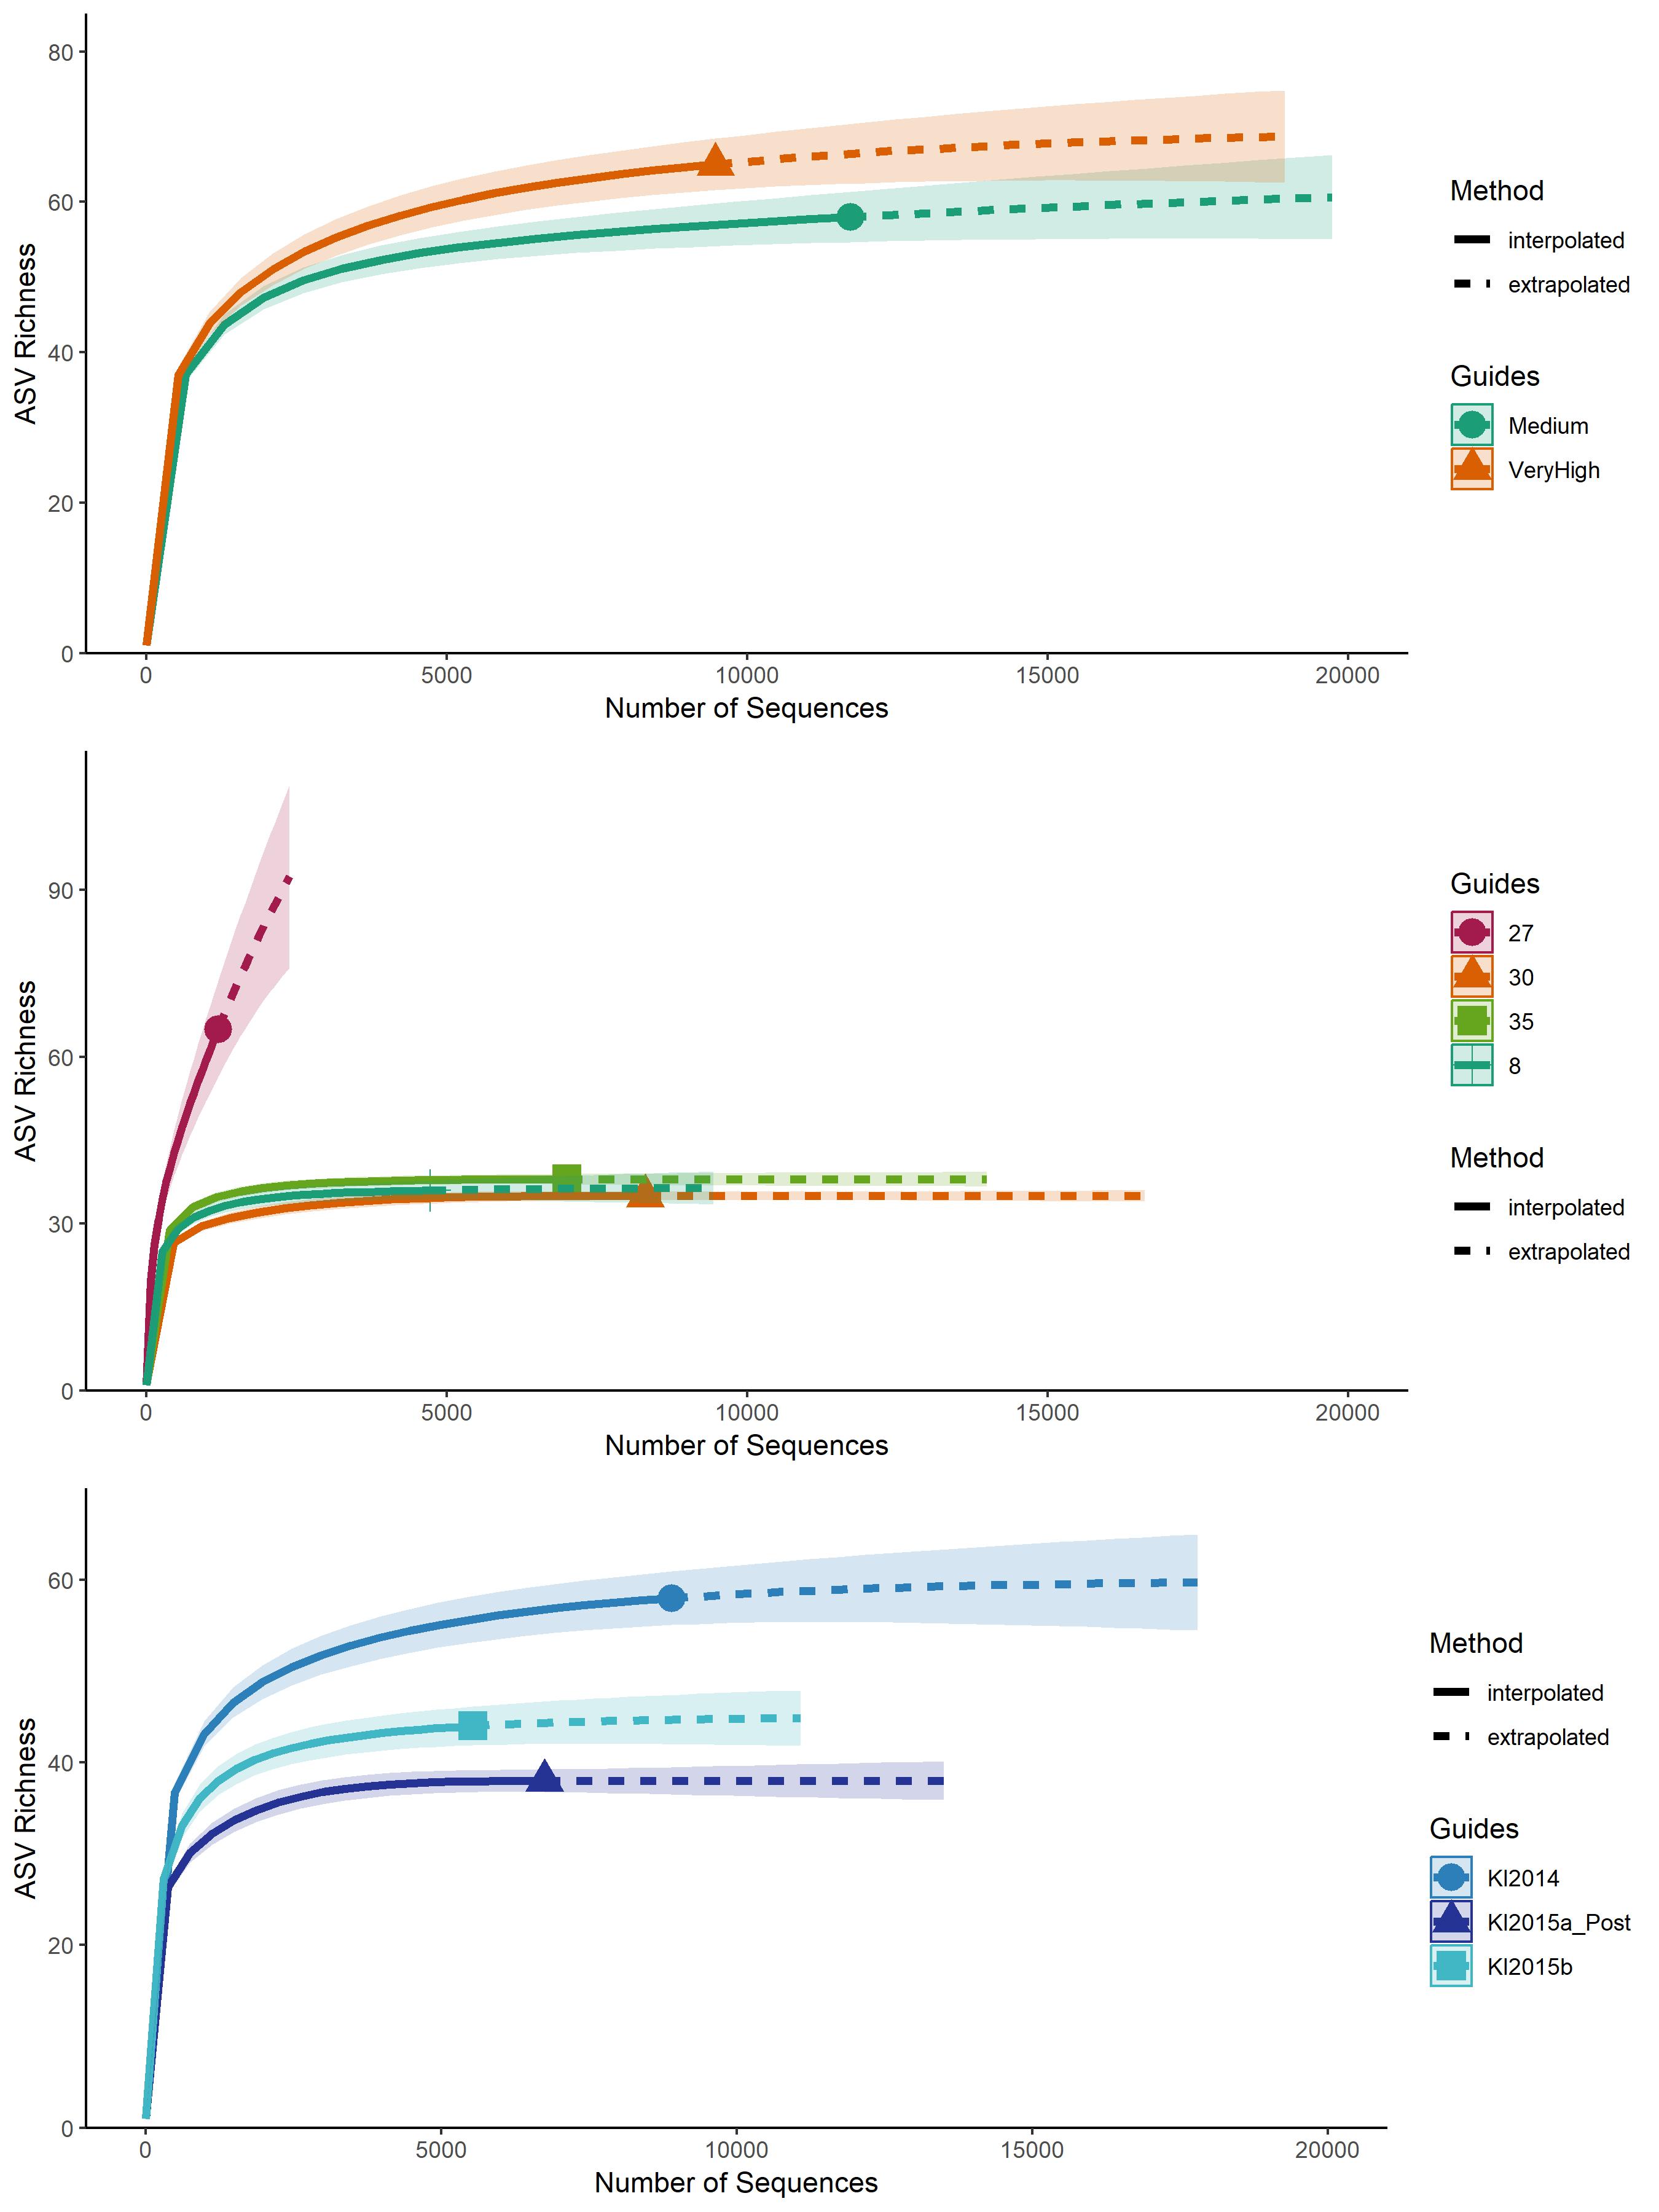 80
60
40
20
0
ASV Richness
0 5000 10000 15000 20000
Number of Sequences
Method
interpolated
extrapolated
Guides
Medium
VeryHigh
90
60
30
0
ASV Richness
0 5000 10000 15000 20000
Number of Sequences
Guides
27
30
35
8
Method
interpolated
extrapolated
60
40
20
0
ASV Richness
0 5000 10000 15000 20000
Number of Sequences
Method
interpolated
extrapolated
Guides
KI2014
KI2015a_Post
KI2015b